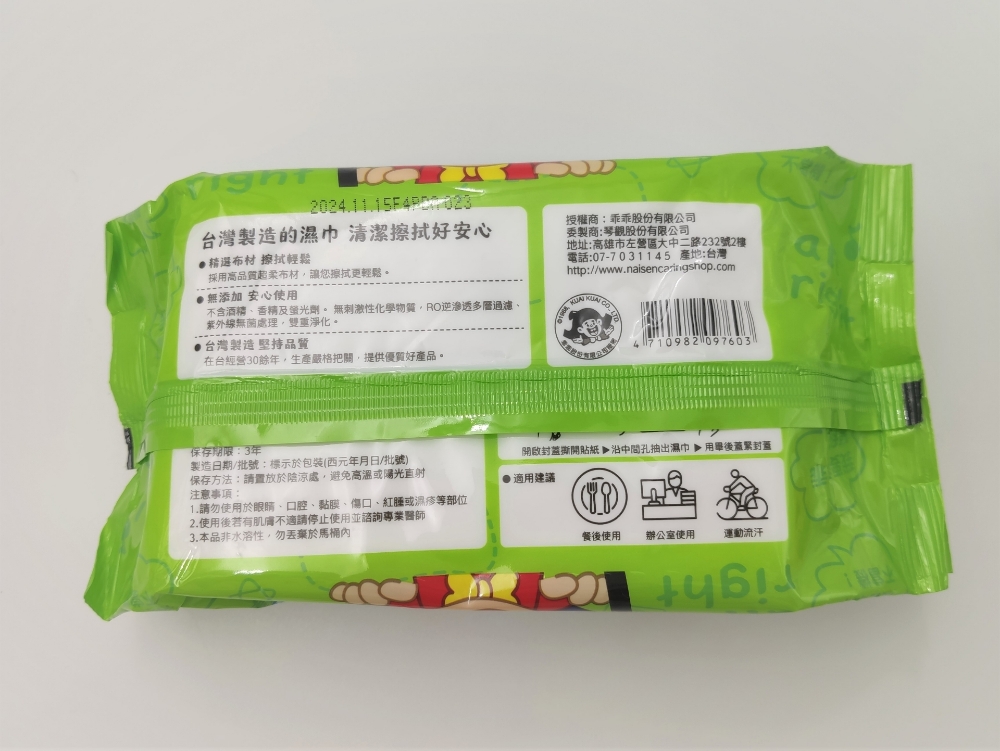 right
2024.11.15
台灣製造的濕巾 清潔擦拭好安心
●精選布材 擦拭輕鬆
採用高品質超柔布材，讓您擦拭更輕鬆。
●無添加 安心使用
不含酒精、香精及螢光劑。無刺激性化學物質，RO逆滲透多層過濾、
紫外線無菌處理，雙重淨化。
●台灣製造 堅持品質
在台經營30餘年，生產嚴格把關，提供優質好產品。
授權商：乖乖股份有限公司
委製商：琴觀股份有限公司
地址:高雄市左營區大中二路232號2樓
電話:07-7031145 產地:台灣
http://www.naisencaringshop.com
KUAI KUAI CO., LTD
4 710982 097603
保存期限：3年
製造日期/批號：標示於包裝(西元年月日/批號)
保存方法：請置放於陰涼處，避免高溫或陽光直射
注意事項：
1.請勿使用於眼睛、口腔、黏膜、傷口、紅腫或濕疹等部位
2.使用後若有肌膚不適請停止使用並諮詢專業醫師
3.本品非水溶性，勿丟棄於馬桶內
開啟封蓋撕開貼紙▶沿中間孔抽出濕巾▶用畢後蓋緊封蓋
●適用建議
餐後使用 辦公室使用 運動流汗
right